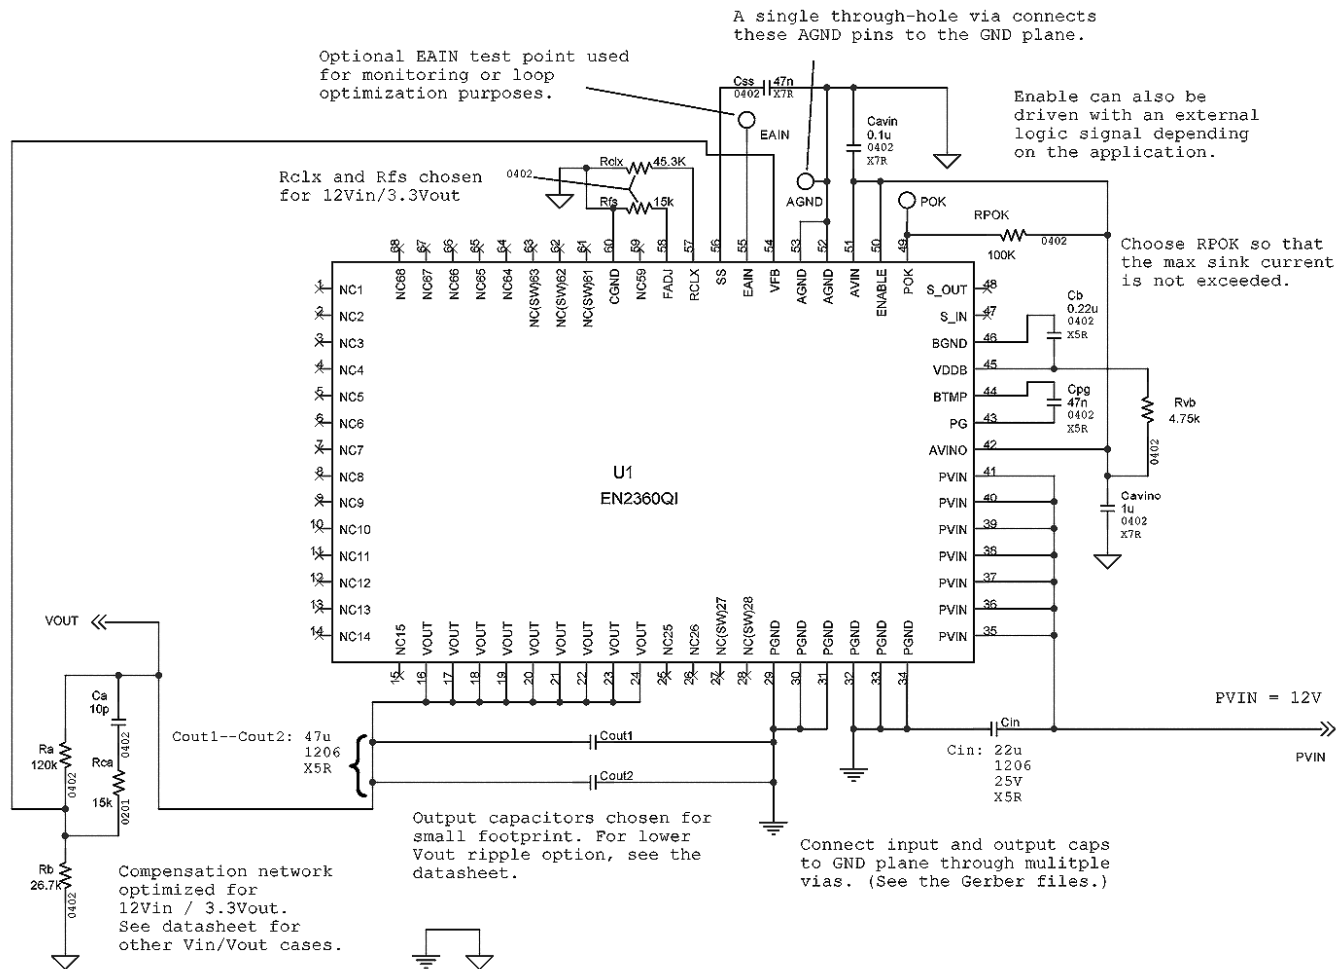 A single through-hole via connects
these AGND pins to the GND plane.
Optional EAIN test point used
for monitoring or loop
optimization purposes.
Css 47n
0402 X7R
EAIN
Cavin
0.1u
0402
X7R
Enable can also be
driven with an external
logic signal depending
on the application.
Rclx 45.3K
0402
Rfs 15k
Rclx and Rfs chosen
for 12Vin/3.3Vout
AGND
POK
RPOK
0402
100K
Choose RPOK so that
the max sink current
is not exceeded.
68 67 66 65 64 63 62 61 60 59 58 57 56 55 54 53 52 51 50 49
NC68 NC67 NC66 NC65 NC64 NC(SW)63 NC(SW)62 NC(SW)61 CGND NC59 FADJ RCLX SS EAIN VFB AGND AGND AVIN ENABLE POK
1 NC1
2 NC2
3 NC3
4 NC4
5 NC5
6 NC6
7 NC7
8 NC8
9 NC9
10 NC10
11 NC11
12 NC12
13 NC13
14 NC14
U1
EN2360QI
S_OUT 48
S_IN 47
BGND 46
VDDB 45
BTMP 44
PG 43
AVINO 42
PVIN 41
PVIN 40
PVIN 39
PVIN 38
PVIN 37
PVIN 36
PVIN 35
Cb
0.22u
0402
X5R
Cpg
47n
0402
X5R
Rvb
4.75k
0402
Cavino
1u
0402
X7R
NC15 VOUT VOUT VOUT VOUT VOUT VOUT VOUT VOUT VOUT NC25 NC26 NC(SW)27 NC(SW)28 PGND PGND PGND PGND PGND PGND
15 16 17 18 19 20 21 22 23 24 25 26 27 28 29 30 31 32 33 34
VOUT
Ca
10p
0402
Ra
120k
0402
Rca
15k
0201
Rb
26.7k
0402
Cout1--Cout2: 47u
1206
X5R
Cout1
Cout2
Cin
Cin: 22u
1206
25V
X5R
PVIN = 12V
PVIN
Output capacitors chosen for
small footprint. For lower
Vout ripple option, see the
datasheet.
Connect input and output caps
to GND plane through mulitple
vias. (See the Gerber files.)
Compensation network
optimized for
12Vin / 3.3Vout.
See datasheet for
other Vin/Vout cases.